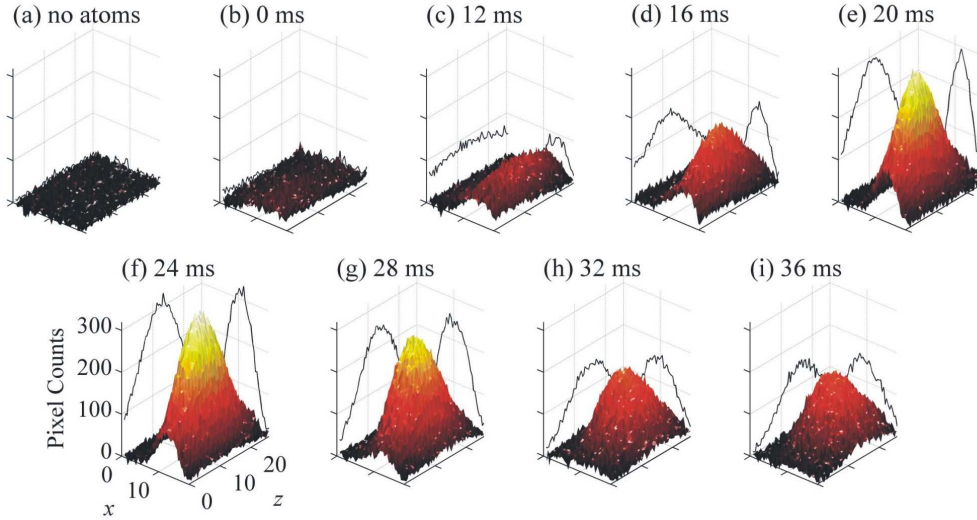 (a) no atoms (b) 0 ms (c) 12 ms (d) 16 ms (e) 20 ms
(f) 24 ms (g) 28 ms (h) 32 ms (i) 36 ms
Pixel Counts
300
200
100
0
0 10 x
0 10 20 z